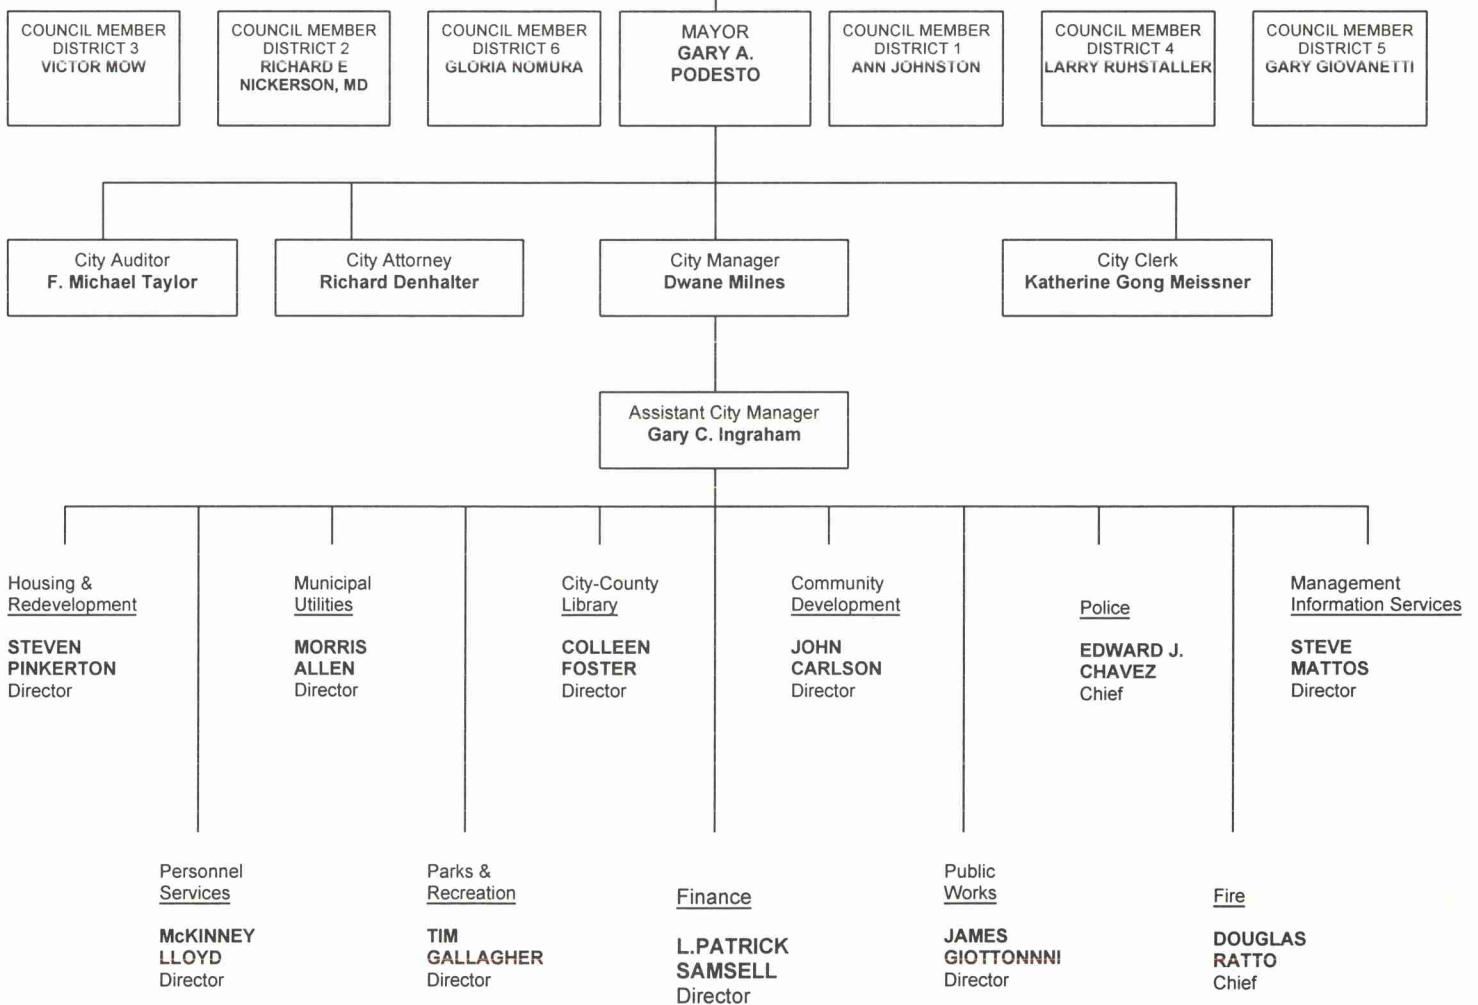 COUNCIL MEMBER
DISTRICT 3
VICTOR MOW
COUNCIL MEMBER
DISTRICT 2
RICHARD E
NICKERSON, MD
COUNCIL MEMBER
DISTRICT 6
GLORIA NOMURA
MAYOR
GARY A.
PODESTO
COUNCIL MEMBER
DISTRICT 1
ANN JOHNSTON
COUNCIL MEMBER
DISTRICT 4
LARRY RUHSTALLER
COUNCIL MEMBER
DISTRICT 5
GARY GIOVANETTI
City Auditor
F. Michael Taylor
City Attorney
Richard Denhalter
City Manager
Dwane Milnes
City Clerk
Katherine Gong Meissner
Assistant City Manager
Gary C. Ingraham
Housing &
Redevelopment
STEVEN
PINKERTON
Director
Municipal
Utilities
MORRIS
ALLEN
Director
City-County
Library
COLLEEN
FOSTER
Director
Community
Development
JOHN
CARLSON
Director
Police
EDWARD J.
CHAVEZ
Chief
Management
Information Services
STEVE
MATTOS
Director
Personnel
Services
McKINNEY
LLOYD
Director
Parks &
Recreation
TIM
GALLAGHER
Director
Finance
L.PATRICK
SAMSELL
Director
Public
Works
JAMES
GIOTTONNNI
Director
Fire
DOUGLAS
RATTO
Chief